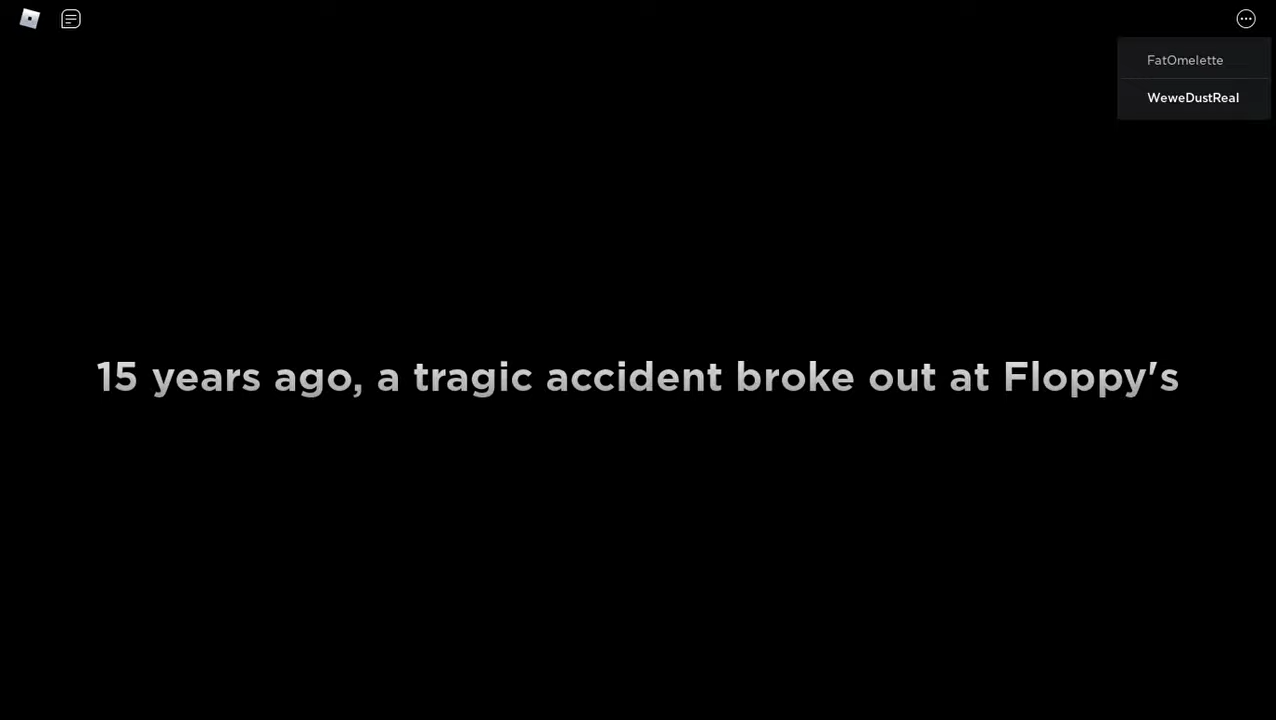 FatOmelette
WeweDustReal
15 years ago, a tragic accident broke out at Floppy's